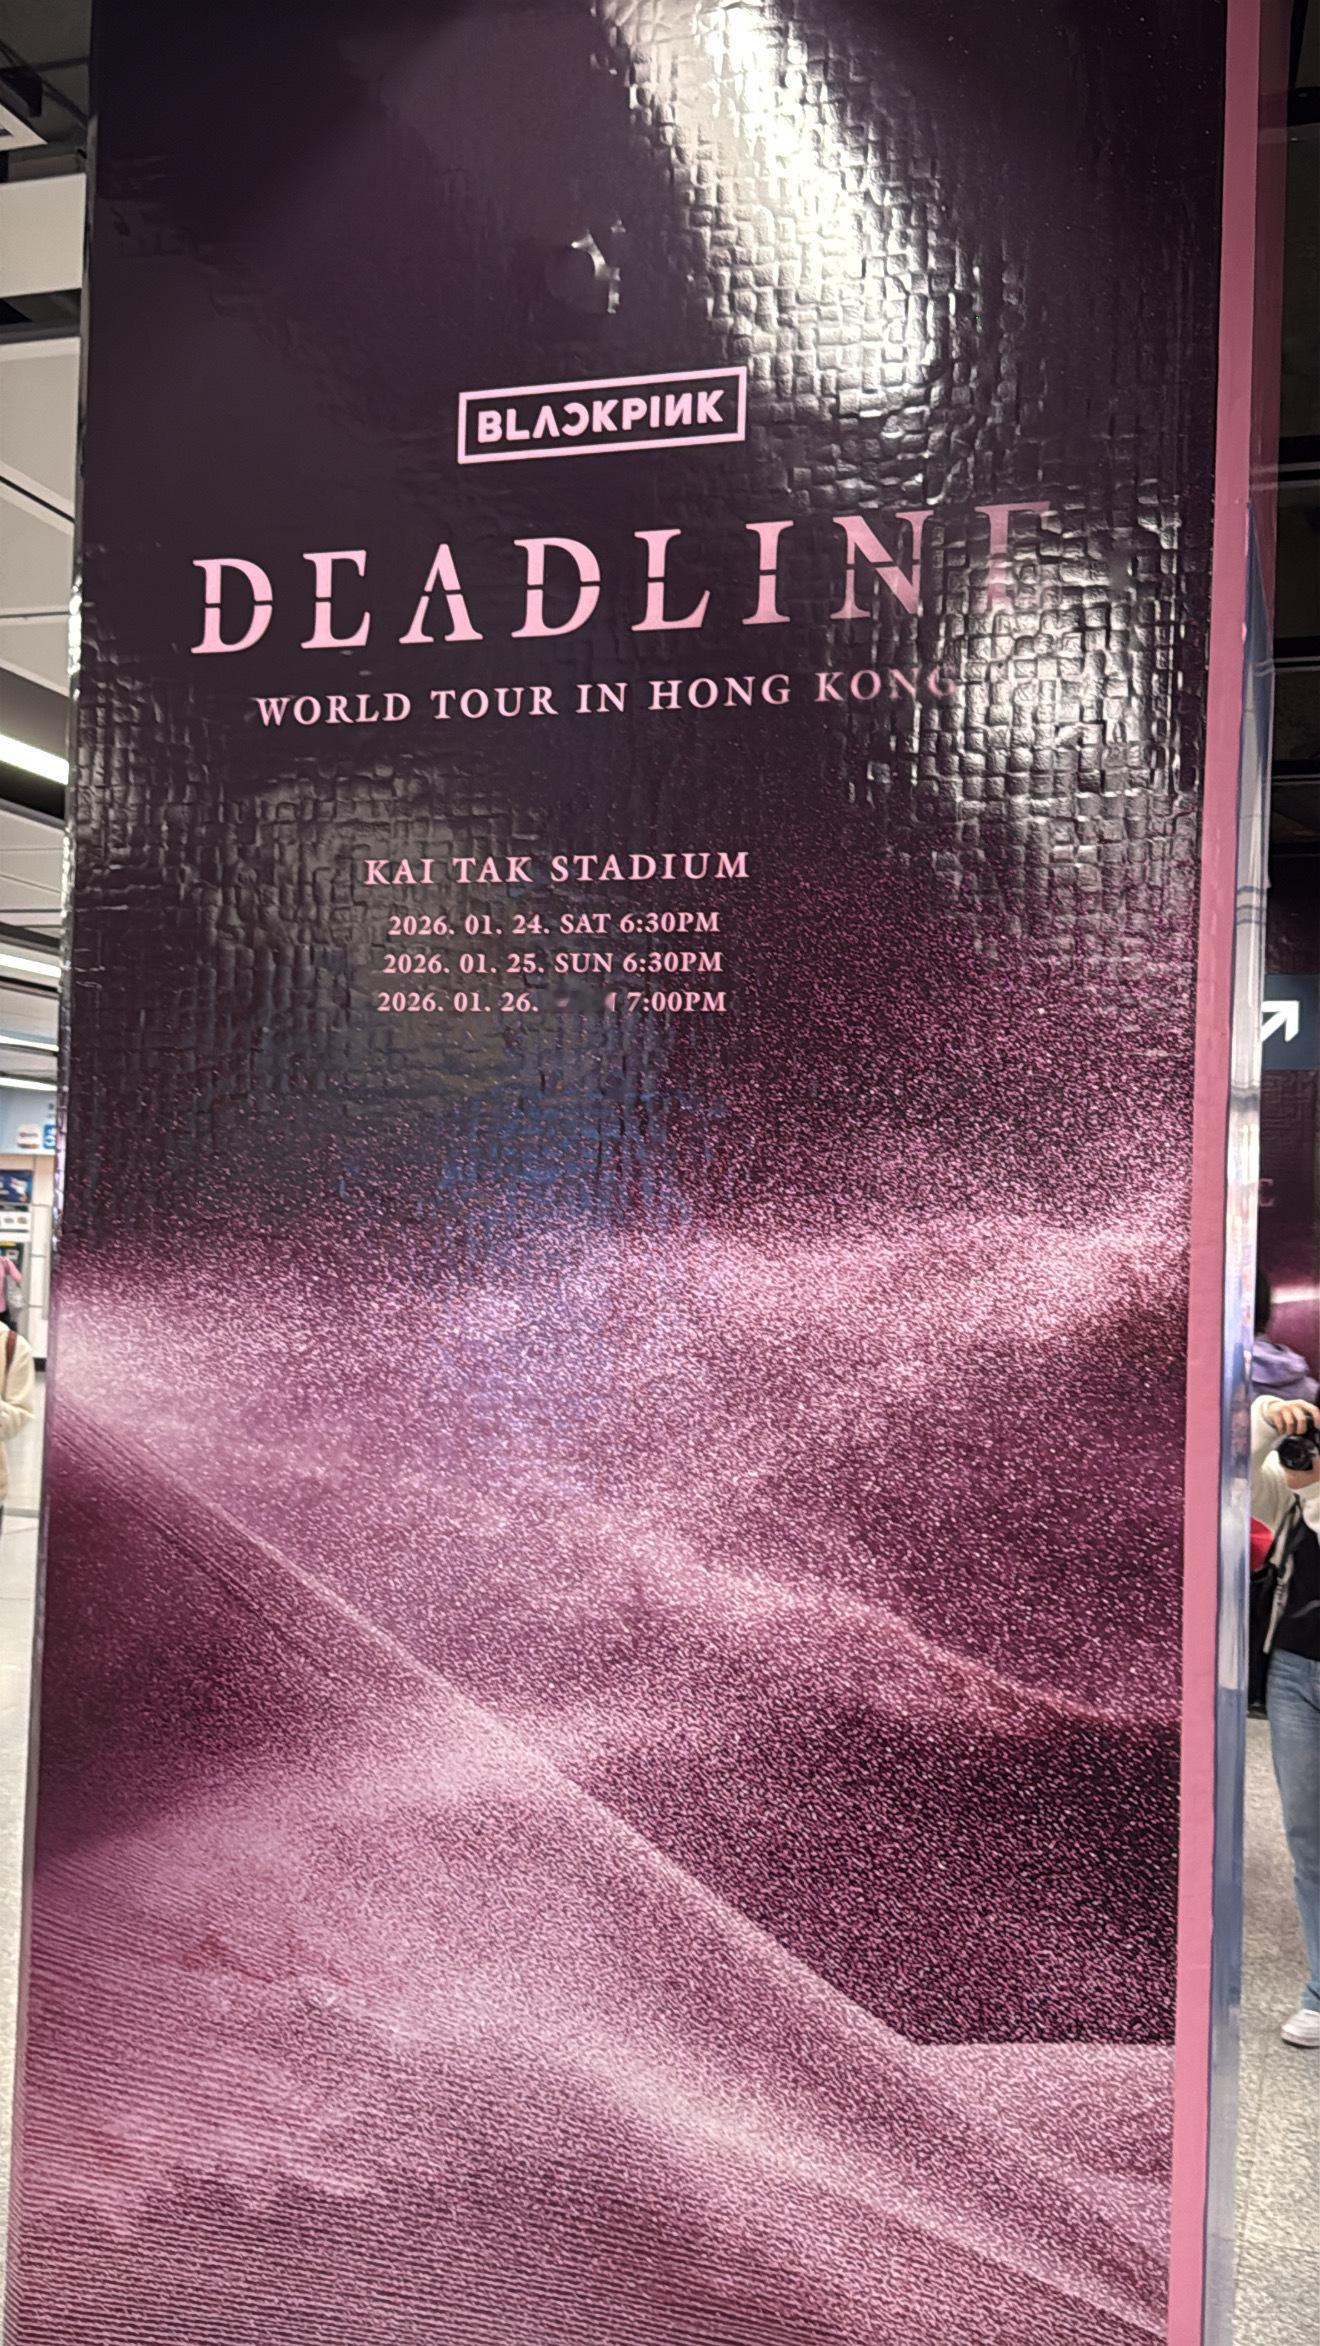 BLACKPINK
DEADLINE
WORLD TOUR IN HONG KONG
KAI TAK STADIUM
2026. 01. 24. SAT 6:30PM
2026. 01. 25. SUN 6:30PM
2026. 01. 26. 7:00PM